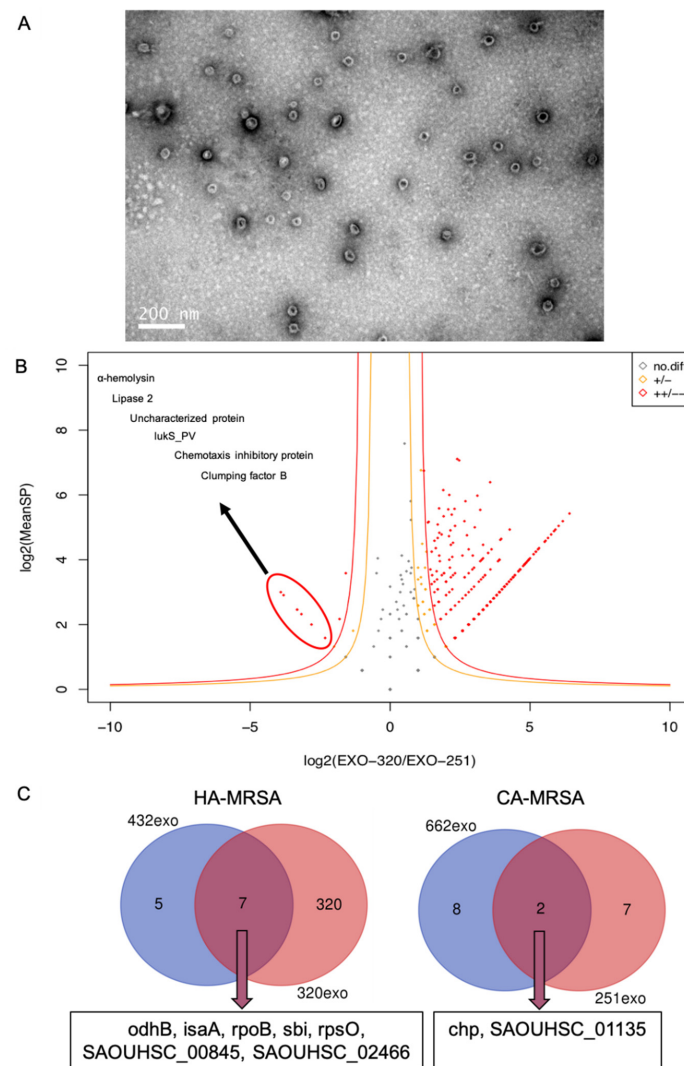 A
200 nm
B
α-hemolysin
Lipase 2
Uncharacterized protein
lukS_PV
Chemotaxis inhibitory protein
Clumping factor B
no.diff
+/−
++/−−
log2(MeanSP)
10
8
6
4
2
0
−10 −5 0 5 10
log2(EXO−320/EXO−251)
C
HA-MRSA CA-MRSA
432exo 662exo
5 7 320 8 2 7
320exo 251exo
odhB, isaA, rpoB, sbi, rpsO,
SAOUHSC_00845, SAOUHSC_02466
chp, SAOUHSC_01135